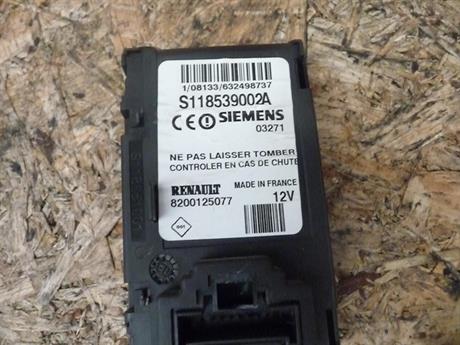 1/08133/632498737
S118539002A
CE SIEMENS
03271
NE PAS LAISSER TOMBER
CONTROLER EN CAS DE CHUTE
RENAULT MADE IN FRANCE
8200125077 12V
001